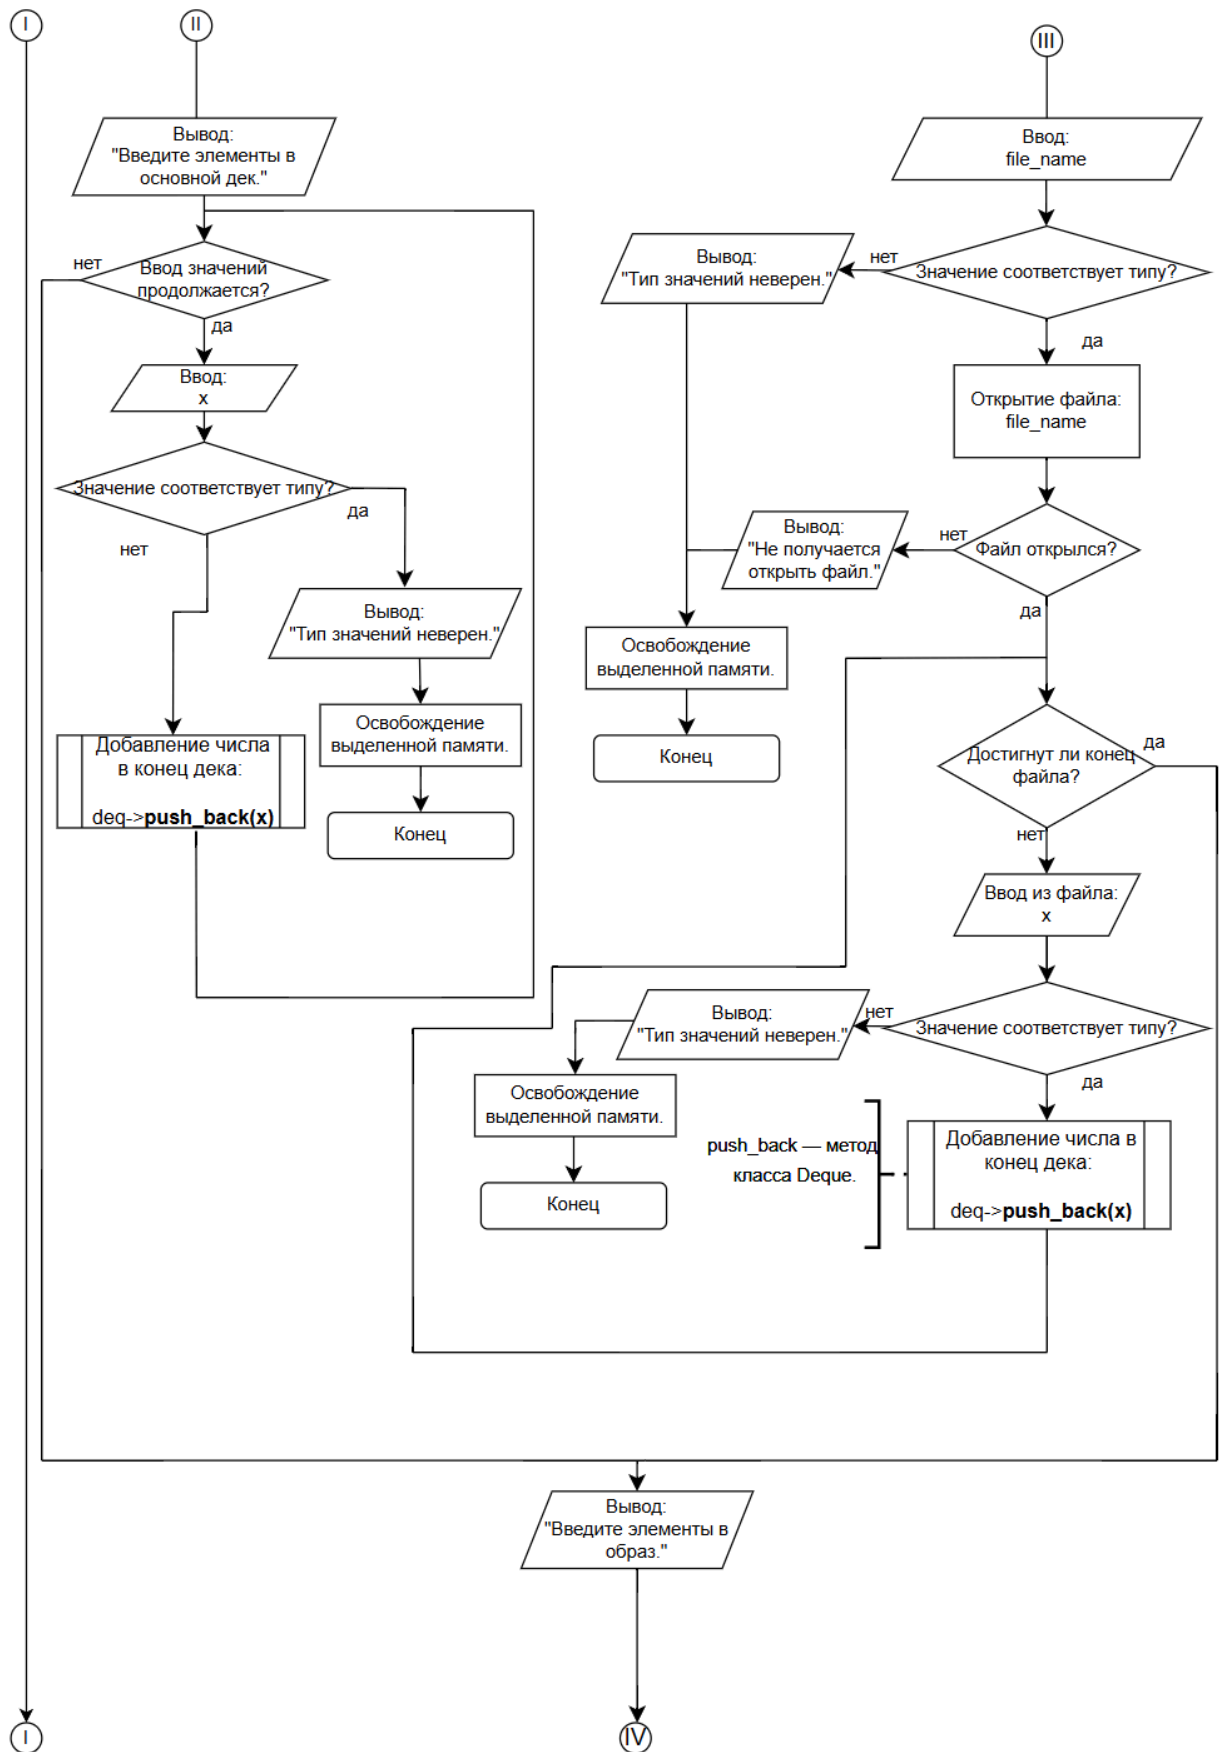 I
II
III
Вывод:
"Введите элементы в
основной дек."
Ввод:
file_name
нет
Ввод значений
продолжается?
да
Вывод:
"Тип значений неверен."
нет
Значение соответствует типу?
да
Ввод:
x
Открытие файла:
file_name
Значение соответствует типу?
да
нет
Вывод:
"Не получается
открыть файл."
нет
Файл открылся?
да
Вывод:
"Тип значений неверен."
Освобождение
выделенной памяти.
Освобождение
выделенной памяти.
Конец
Добавление числа
в конец дека:
deq->push_back(x)
Конец
Достигнут ли конец
файла?
да
нет
Ввод из файла:
x
Вывод:
"Тип значений неверен."
нет
Значение соответствует типу?
да
Освобождение
выделенной памяти.
Конец
push_back — метод
класса Deque.
Добавление числа в
конец дека:
deq->push_back(x)
Вывод:
"Введите элементы в
образ."
I
IV